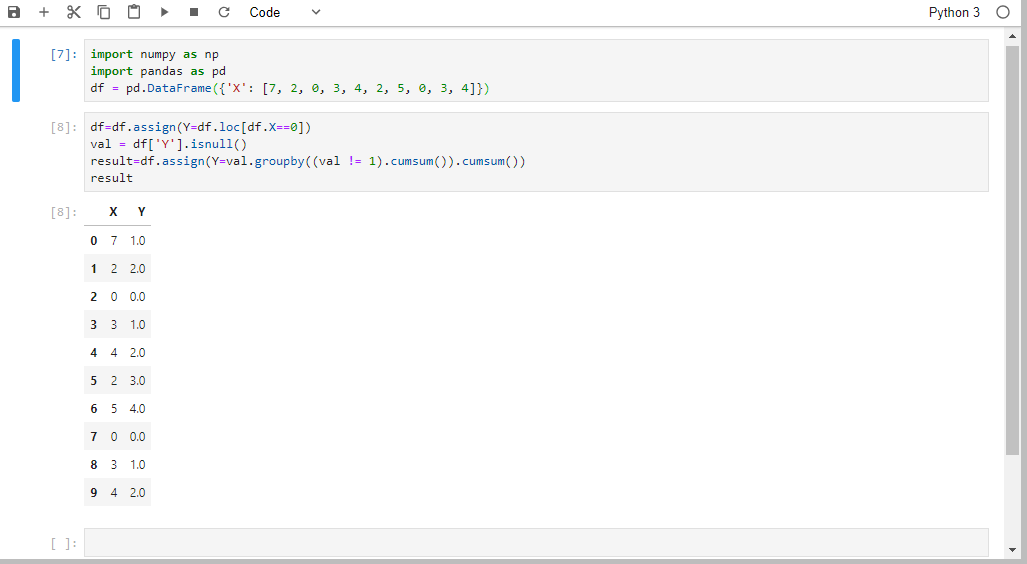 Code
Python 3
[7]:
import numpy as np
import pandas as pd
df = pd.DataFrame({'X': [7, 2, 0, 3, 4, 2, 5, 0, 3, 4]})
[8]:
df=df.assign(Y=df.loc[df.X==0])
val = df['Y'].isnull()
result=df.assign(Y=val.groupby((val != 1).cumsum()).cumsum())
result
[8]:
X Y
0 7 1.0
1 2 2.0
2 0 0.0
3 3 1.0
4 4 2.0
5 2 3.0
6 5 4.0
7 0 0.0
8 3 1.0
9 4 2.0
[ ]: